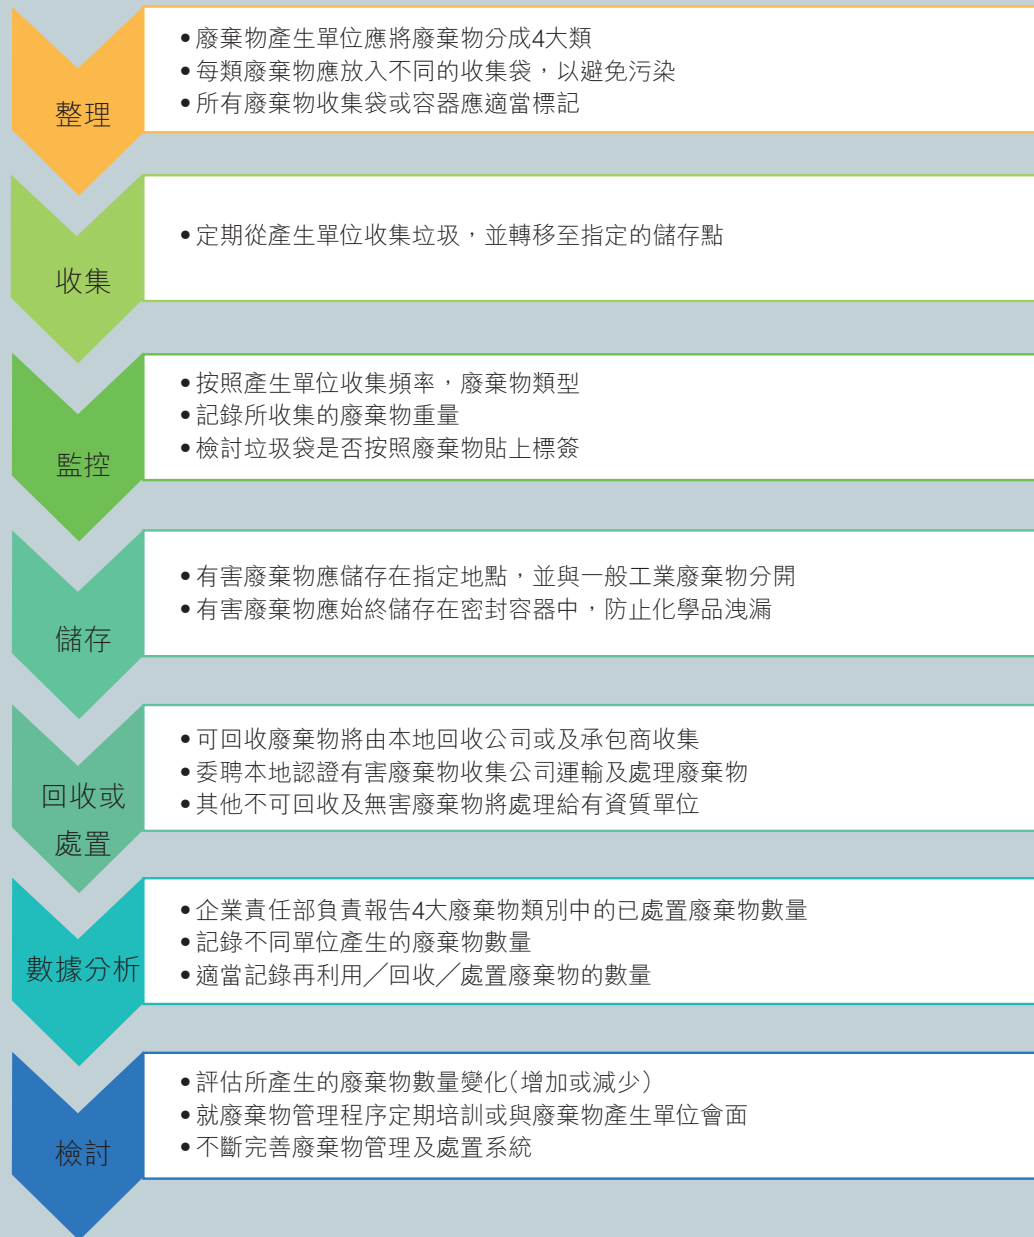 整理
•廢棄物產生單位應將廢棄物分成4大類
•每類廢棄物應放入不同的收集袋，以避免污染
•所有廢棄物收集袋或容器應適當標記
收集
•定期從產生單位收集垃圾，並轉移至指定的儲存點
監控
•按照產生單位收集頻率，廢棄物類型
•記錄所收集的廢棄物重量
•檢討垃圾袋是否按照廢棄物貼上標簽
儲存
•有害廢棄物應儲存在指定地點，並與一般工業廢棄物分開
•有害廢棄物應始終儲存在密封容器中，防止化學品洩漏
回收或
處置
•可回收廢棄物將由本地回收公司或及承包商收集
•委聘本地認證有害廢棄物收集公司運輸及處理廢棄物
•其他不可回收及無害廢棄物將處理給有資質單位
數據分析
•企業責任部負責報告4大廢棄物類別中的已處置廢棄物數量
•記錄不同單位產生的廢棄物數量
•適當記錄再利用╱回收╱處置廢棄物的數量
檢討
•評估所產生的廢棄物數量變化(增加或減少)
•就廢棄物管理程序定期培訓或與廢棄物產生單位會面
•不斷完善廢棄物管理及處置系統